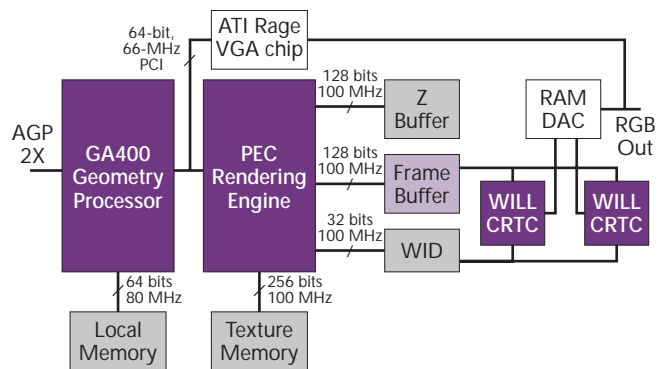 64-bit,
66-MHz
PCI
ATI Rage
VGA chip
128 bits
100 MHz
Z
Buffer
RAM
DAC
RGB
Out
AGP
2X
GA400
Geometry
Processor
PEC
Rendering
Engine
128 bits
100 MHz
Frame
Buffer
WILL
CRTC
WILL
CRTC
32 bits
100 MHz
WID
64 bits
80 MHz
256 bits
100 MHz
Local
Memory
Texture
Memory